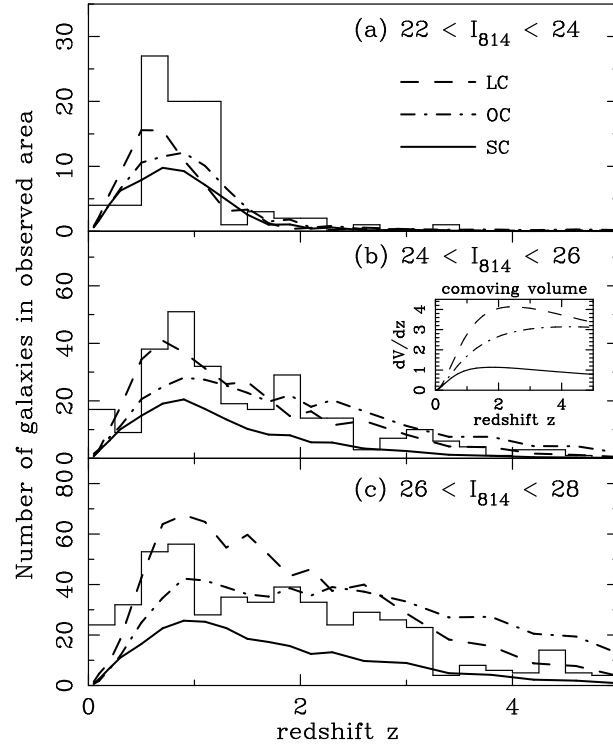 Number of galaxies in observed area
30
20
10
0
(a) 22 < I814 < 24
LC
OC
SC
60
40
20
0
(b) 24 < I814 < 26
comoving volume
dV/dz
4
3
2
1
0
0 2 4
redshift z
80
60
40
20
0
(c) 26 < I814 < 28
0 2 4
redshift z